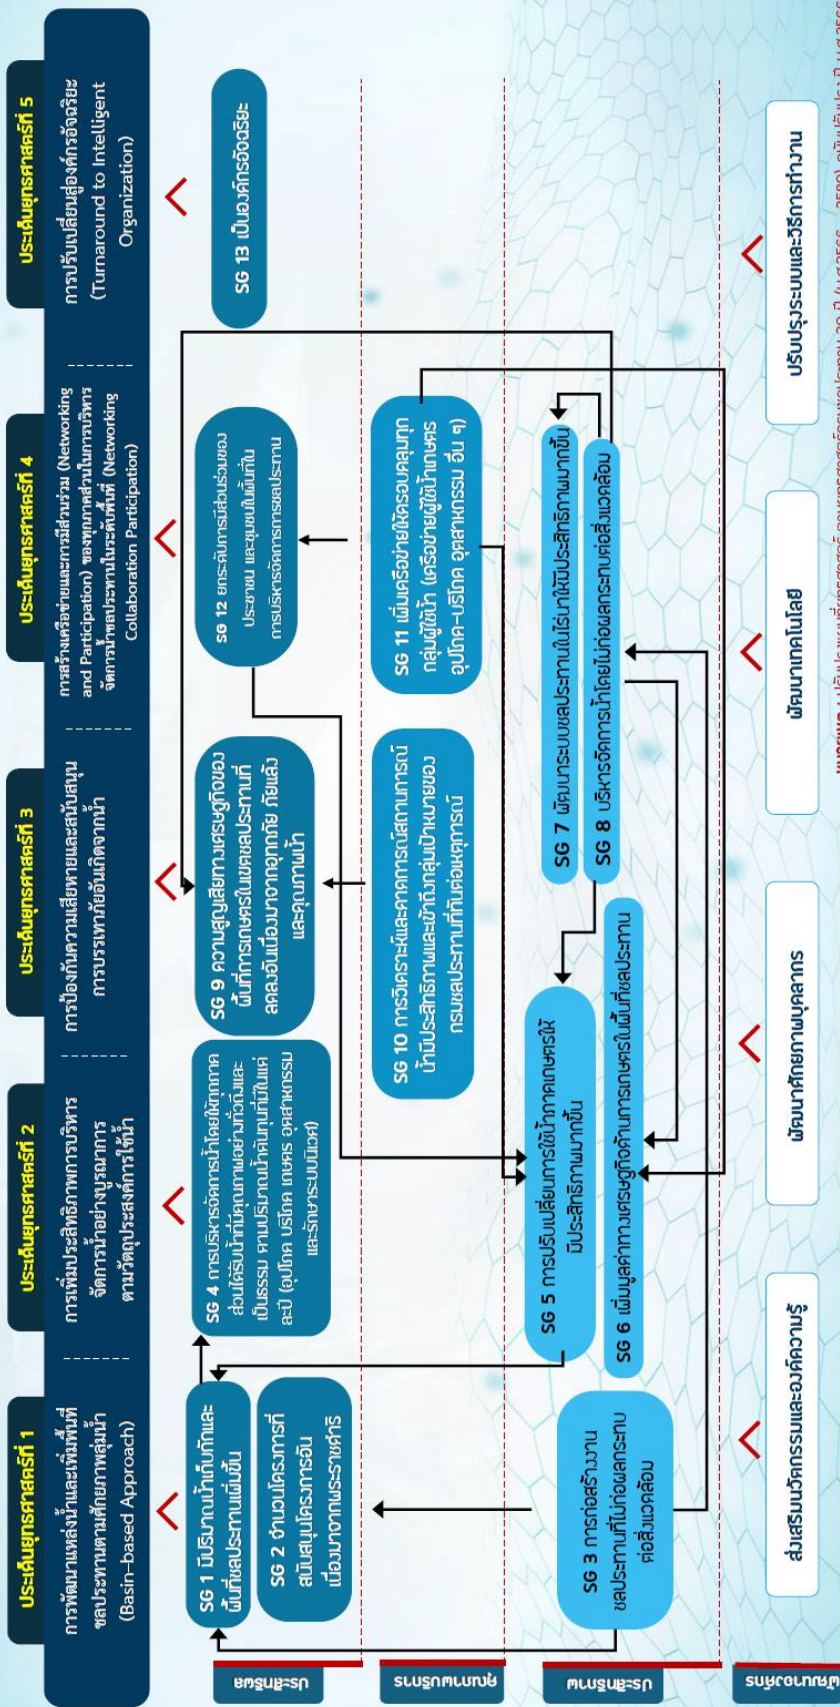 ประเด็นยุทธศาสตร์ที่ 1
การพัฒนาแหล่งน้ำและเพิ่มพื้นที่
ชลประทานตามศักยภาพลุ่มน้ำ
(Basin-based Approach)
ประเด็นยุทธศาสตร์ที่ 2
การเพิ่มประสิทธิภาพการบริหาร
จัดการน้ำอย่างบูรณาการ
ตามวัตถุประสงค์การใช้น้ำ
ประเด็นยุทธศาสตร์ที่ 3
การป้องกันความเสียหายและสนับสนุน
การบรรเทาภัยอันเกิดจากน้ำ
ประเด็นยุทธศาสตร์ที่ 4
การสร้างเครือข่ายและการมีส่วนร่วม (Networking
and Participation) ของทุกภาคส่วนในการบริหาร
จัดการน้ำชลประทานในระดับพื้นที่ (Networking
Collaboration Participation)
ประเด็นยุทธศาสตร์ที่ 5
การปรับเปลี่ยนสู่องค์กรอัจฉริยะ
(Turnaround to Intelligent
Organization)
ประสิทธิผล
SG 1 มีปริมาณน้ำเก็บกักและ
พื้นที่ชลประทานเพิ่มขึ้น
SG 2 จำนวนโครงการที่
สนับสนุนโครงการอัน
เนื่องมาจากพระราชดำริ
SG 4 การบริหารจัดการน้ำโดยให้ทุกภาค
ส่วนได้รับน้ำที่มีคุณภาพอย่างทั่วถึงและ
เป็นธรรม ตามปริมาณน้ำต้นทุนที่มีในแต่
ละปี (อุปโภค บริโภค เกษตร อุตสาหกรรม
และรักษาระบบนิเวศ)
SG 9 ความสูญเสียทางเศรษฐกิจของ
พื้นที่การเกษตรในเขตชลประทานที่
ลดลงอันเนื่องมาจากอุทกภัย ภัยแล้ง
และคุณภาพน้ำ
SG 12 ยกระดับการมีส่วนร่วมของ
ประชาชน และชุมชนในพื้นที่ใน
การบริหารจัดการการชลประทาน
SG 13 เป็นองค์กรอัจฉริยะ
คุณภาพบริการ
SG 10 การวิเคราะห์และคาดการณ์สถานการณ์
น้ำมีประสิทธิภาพและเข้าถึงกลุ่มเป้าหมายของ
กรมชลประทานที่ทันต่อเหตุการณ์
SG 11 เพิ่มเครือข่ายให้ครอบคลุมทุก
กลุ่มผู้ใช้น้ำ (เครือข่ายผู้ใช้น้ำเกษตร
อุปโภค-บริโภค อุตสาหกรรม อื่น ๆ)
ประสิทธิภาพ
SG 3 การก่อสร้างงาน
ชลประทานที่ไม่ก่อผลกระทบ
ต่อสิ่งแวดล้อม
SG 5 การปรับเปลี่ยนการใช้น้ำภาคเกษตรให้
มีประสิทธิภาพมากขึ้น
SG 6 เพิ่มมูลค่าทางเศรษฐกิจด้านการเกษตรในพื้นที่ชลประทาน
SG 7 พัฒนาระบบชลประทานในไร่นาให้มีประสิทธิภาพมากขึ้น
SG 8 บริหารจัดการน้ำโดยไม่ก่อผลกระทบต่อสิ่งแวดล้อม
พัฒนาองค์กร
ส่งเสริมนวัตกรรมและองค์ความรู้
พัฒนาศักยภาพบุคลากร
พัฒนาเทคโนโลยี
ปรับปรุงระบบและวิธีการทำงาน